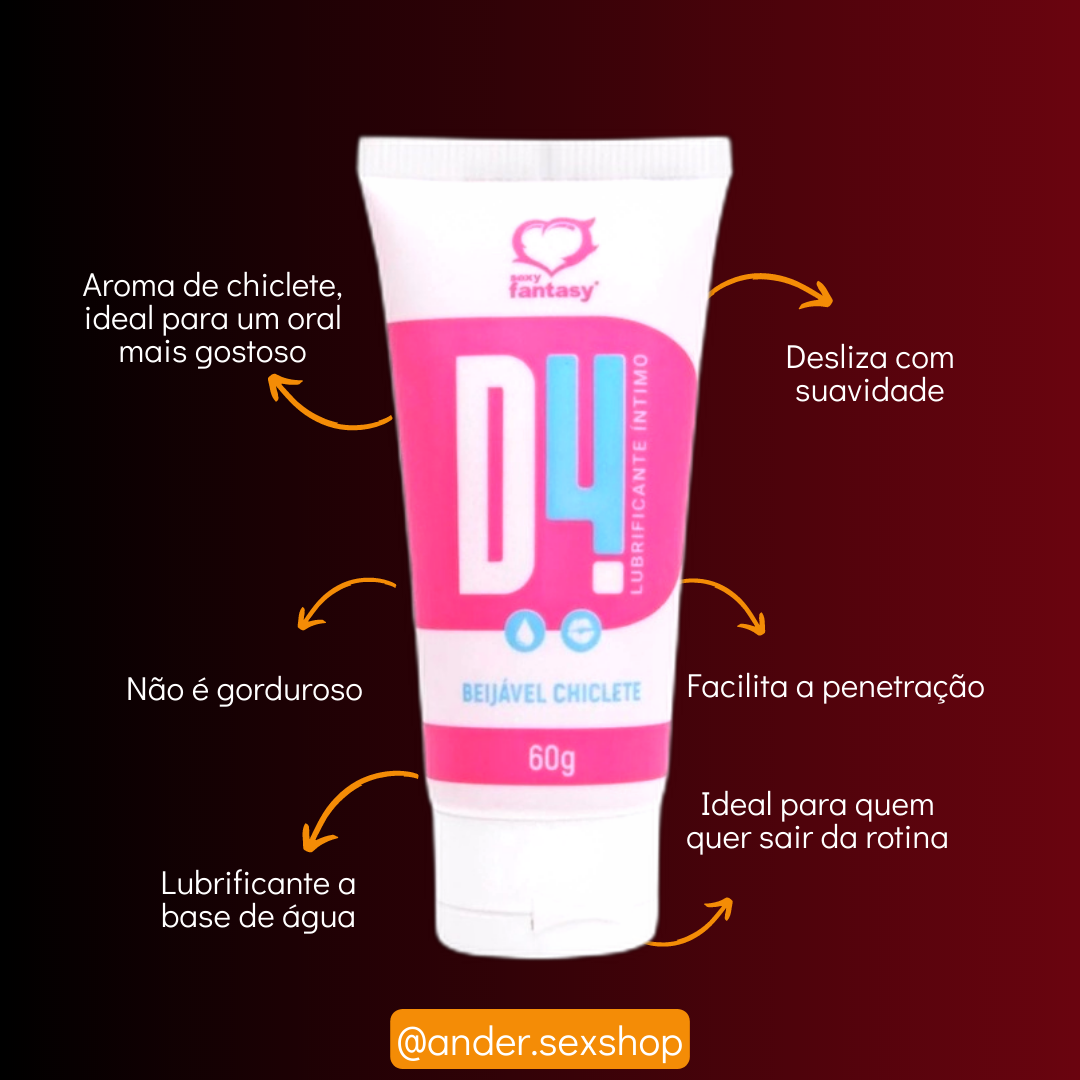 sexy
fantasy
Aroma de chiclete,
ideal para um oral
mais gostoso
Desliza com
suavidade
D4
LUBRIFICANTE ÍNTIMO
Não é gorduroso
Facilita a penetração
BEIJÁVEL CHICLETE
60g
Ideal para quem
quer sair da rotina
Lubrificante a
base de água
@ander.sexshop